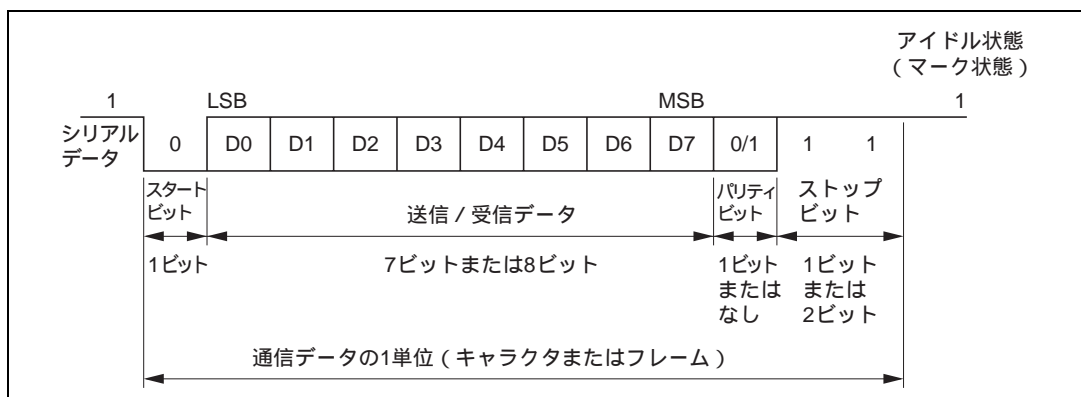 アイドル状態
（マーク状態）
1 LSB MSB 1
シリアル
データ
0 D0 D1 D2 D3 D4 D5 D6 D7 0/1 1 1
スタート
ビット
送信／受信データ
パリティ
ビット
ストップ
ビット
1ビット
7ビットまたは8ビット
1ビット
または
なし
1ビット
または
2ビット
通信データの1単位（キャラクタまたはフレーム）